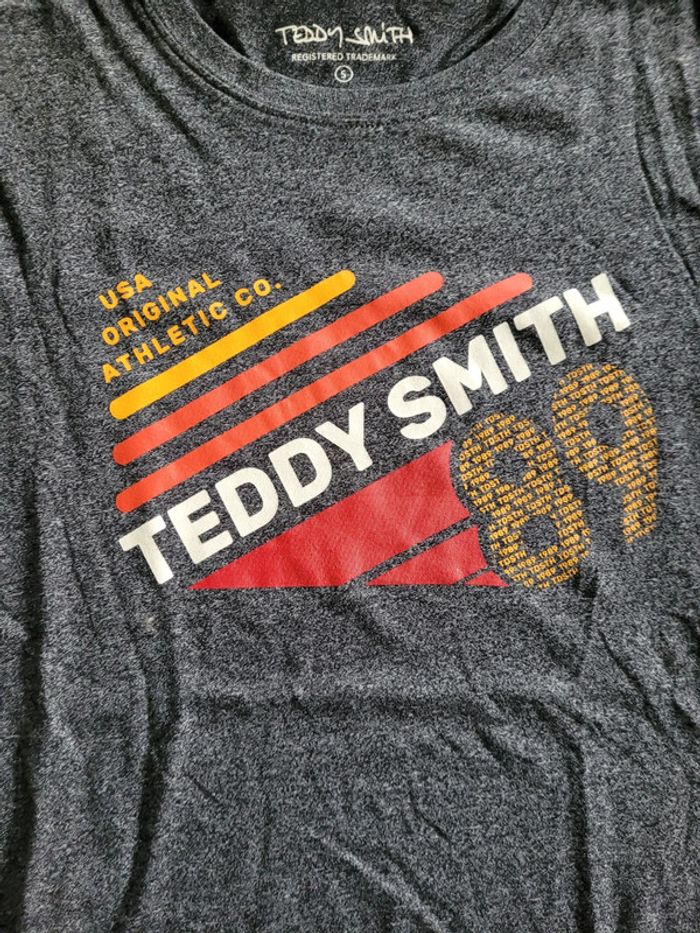 TEDDY SMITH
REGISTERED TRADEMARK
S
USA
ORIGINAL
ATHLETIC CO.
TEDDY SMITH
89